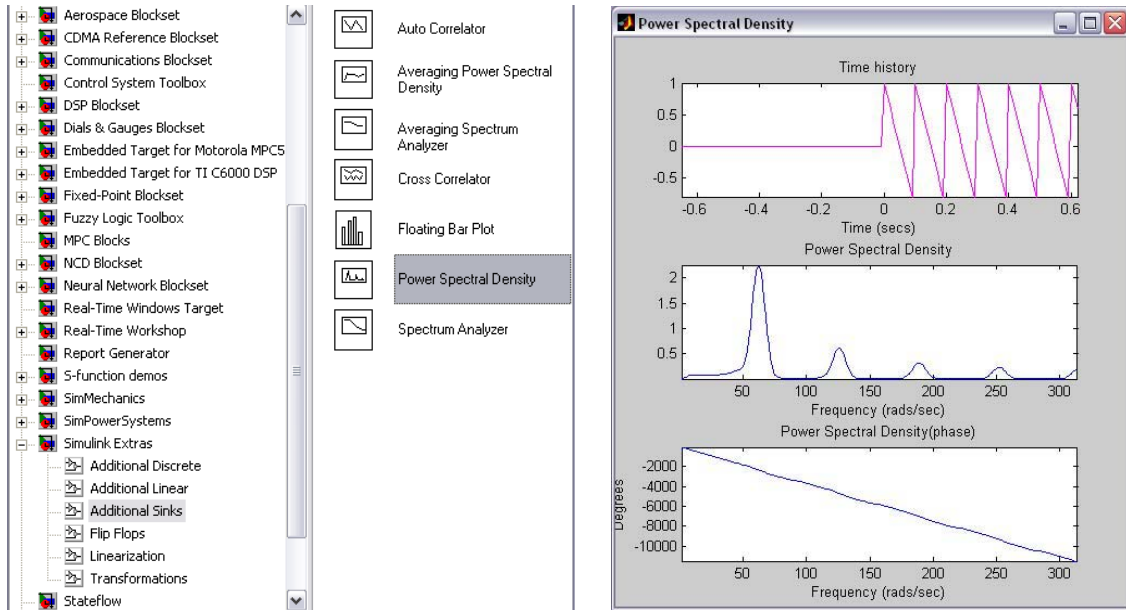 Aerospace Blockset
CDMA Reference Blockset
Communications Blockset
Control System Toolbox
DSP Blockset
Dials & Gauges Blockset
Embedded Target for Motorola MPC5
Embedded Target for TI C6000 DSP
Fixed-Point Blockset
Fuzzy Logic Toolbox
MPC Blocks
NCD Blockset
Neural Network Blockset
Real-Time Windows Target
Real-Time Workshop
Report Generator
S-function demos
SimMechanics
SimPowerSystems
Simulink Extras
Additional Discrete
Additional Linear
Additional Sinks
Flip Flops
Linearization
Transformations
Stateflow
Auto Correlator
Averaging Power Spectral
Density
Averaging Spectrum
Analyzer
Cross Correlator
Floating Bar Plot
Power Spectral Density
Spectrum Analyzer
Power Spectral Density
Time history
1
0.5
0
-0.5
-0.6 -0.4 -0.2 0 0.2 0.4 0.6
Time (secs)
Power Spectral Density
2
1.5
1
0.5
50 100 150 200 250 300
Frequency (rads/sec)
Power Spectral Density(phase)
Degrees
-2000
-4000
-6000
-8000
-10000
50 100 150 200 250 300
Frequency (rads/sec)